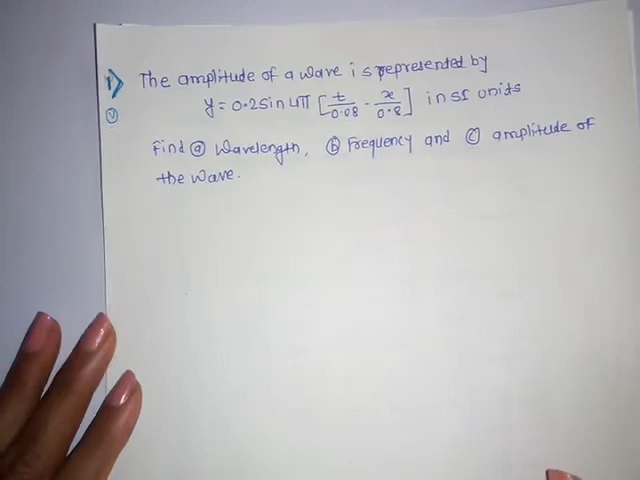 1) The amplitude of a wave is represented by
y = 0.2 sin 4π [t/0.08 - x/0.8] in SI units
Find ⓐ Wavelength, ⓑ Frequency and ⓒ amplitude of
the wave.